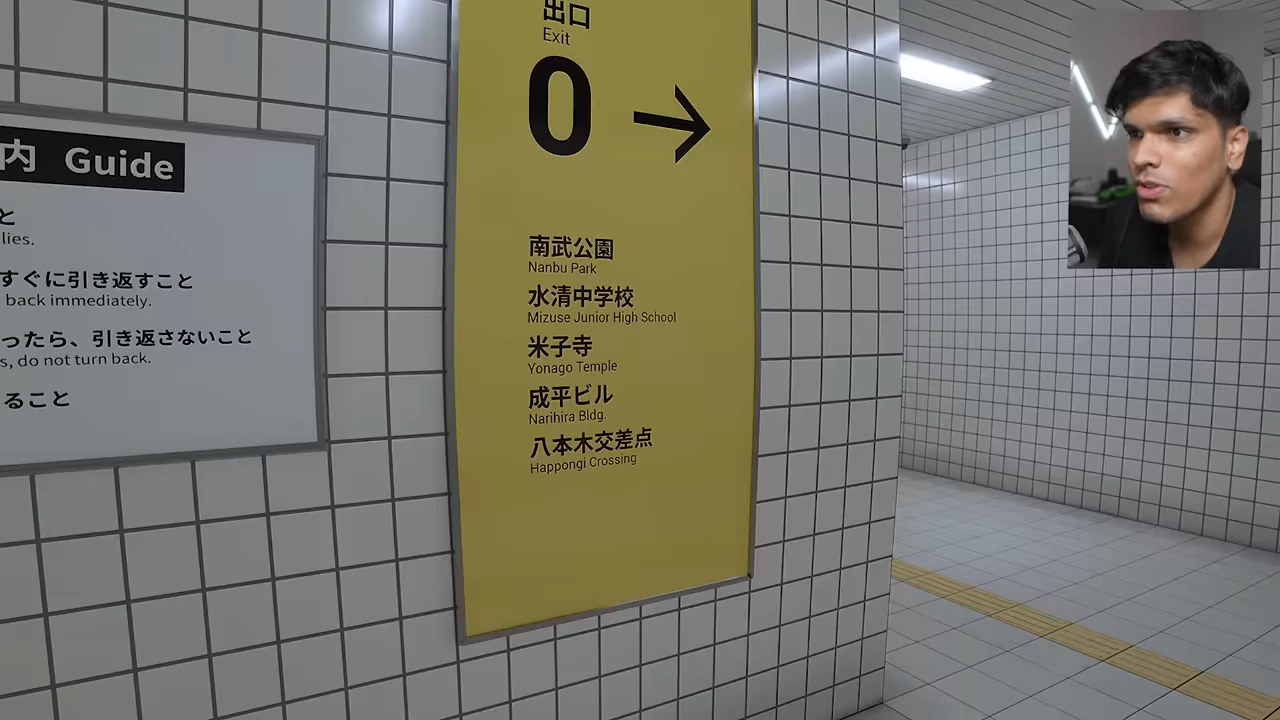 内 Guide
と
lies.
すぐに引き返すこと
back immediately.
ったら、引き返さないこと
s, do not turn back.
ること
出口
Exit
0 →
南武公園
Nanbu Park
水清中学校
Mizuse Junior High School
米子寺
Yonago Temple
成平ビル
Narihira Bldg.
八本木交差点
Happongi Crossing